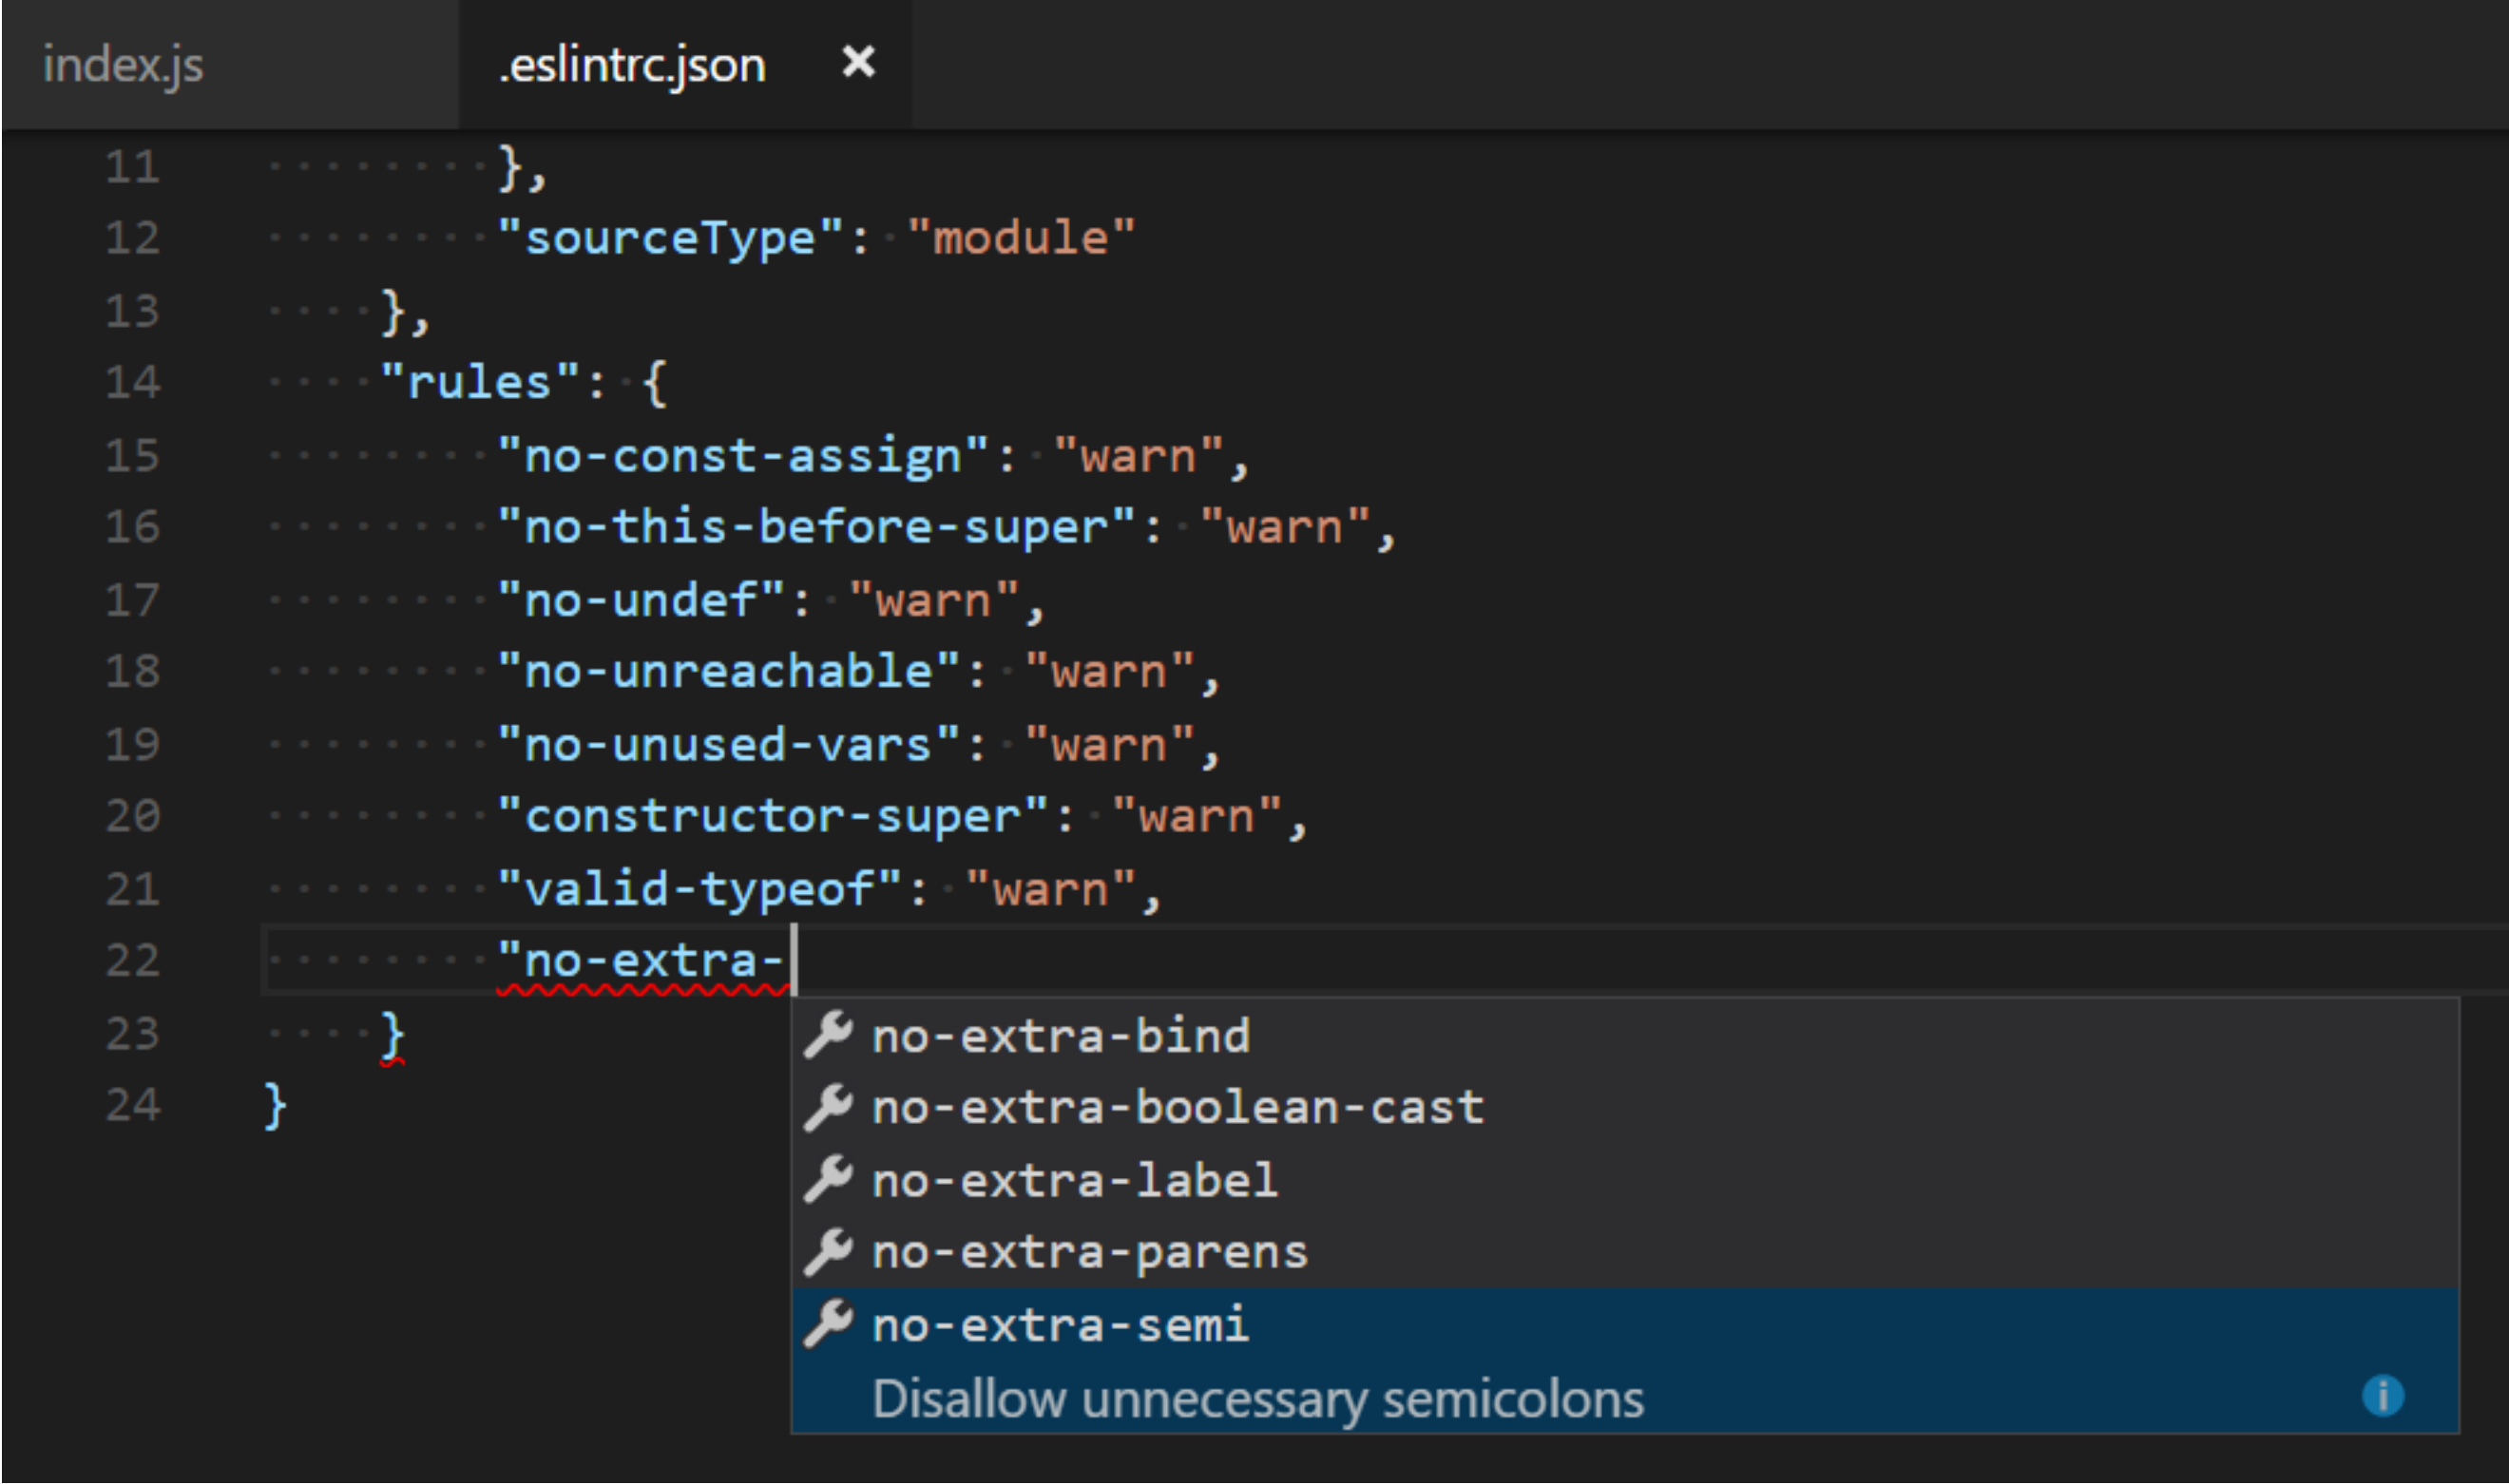 index.js .eslintrc.json
11 },
12 "sourceType": "module"
13 },
14 "rules": {
15 "no-const-assign": "warn",
16 "no-this-before-super": "warn",
17 "no-undef": "warn",
18 "no-unreachable": "warn",
19 "no-unused-vars": "warn",
20 "constructor-super": "warn",
21 "valid-typeof": "warn",
22 "no-extra-
23 }
24 }
no-extra-bind
no-extra-boolean-cast
no-extra-label
no-extra-parens
no-extra-semi
Disallow unnecessary semicolons